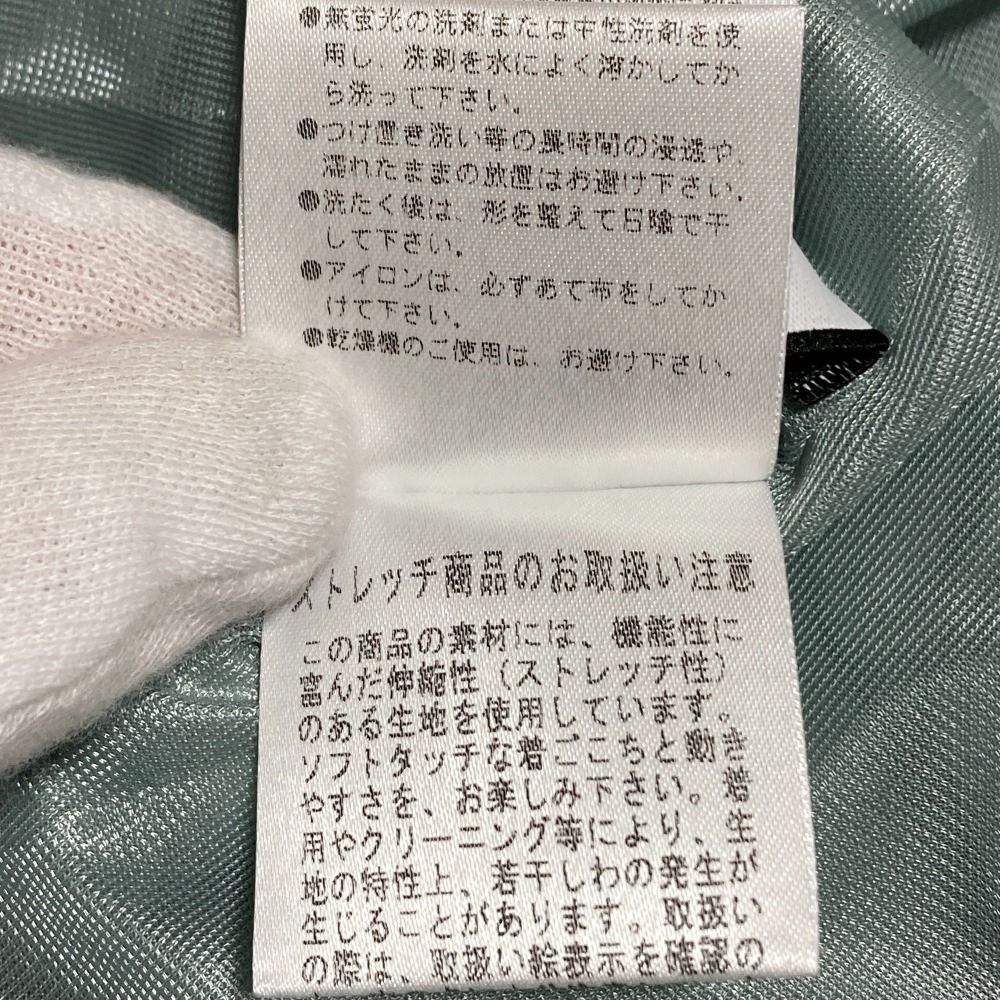 ●無蛍光の洗剤または中性洗剤を使
用し、洗剤を水によく溶かしてか
ら洗って下さい。
●つけ置き洗い等の長時間の浸透や、
濡れたままの放置はお避け下さい。
●洗たく後は、形を整えて日陰で干
して下さい。
●アイロンは、必ずあて布をしてか
けて下さい。
●乾燥機のご使用は、お避け下さい。
ストレッチ商品のお取扱い注意
この商品の素材には、機能性に
富んだ伸縮性(ストレッチ性)
のある生地を使用しています。
ソフトタッチな着ごこちと動き
やすさを、お楽しみ下さい。着
用やクリーニング等により、生
地の特性上、若干しわの発生が
生じることがあります。取扱い
の際は、取扱い絵表示を確認の